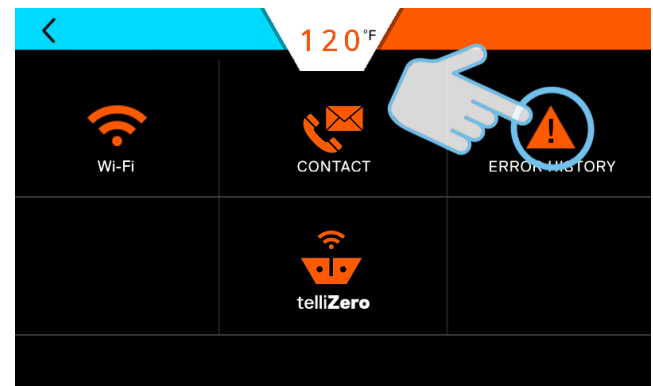 120°F
Wi-Fi
CONTACT
ERROR HISTORY
telliZero